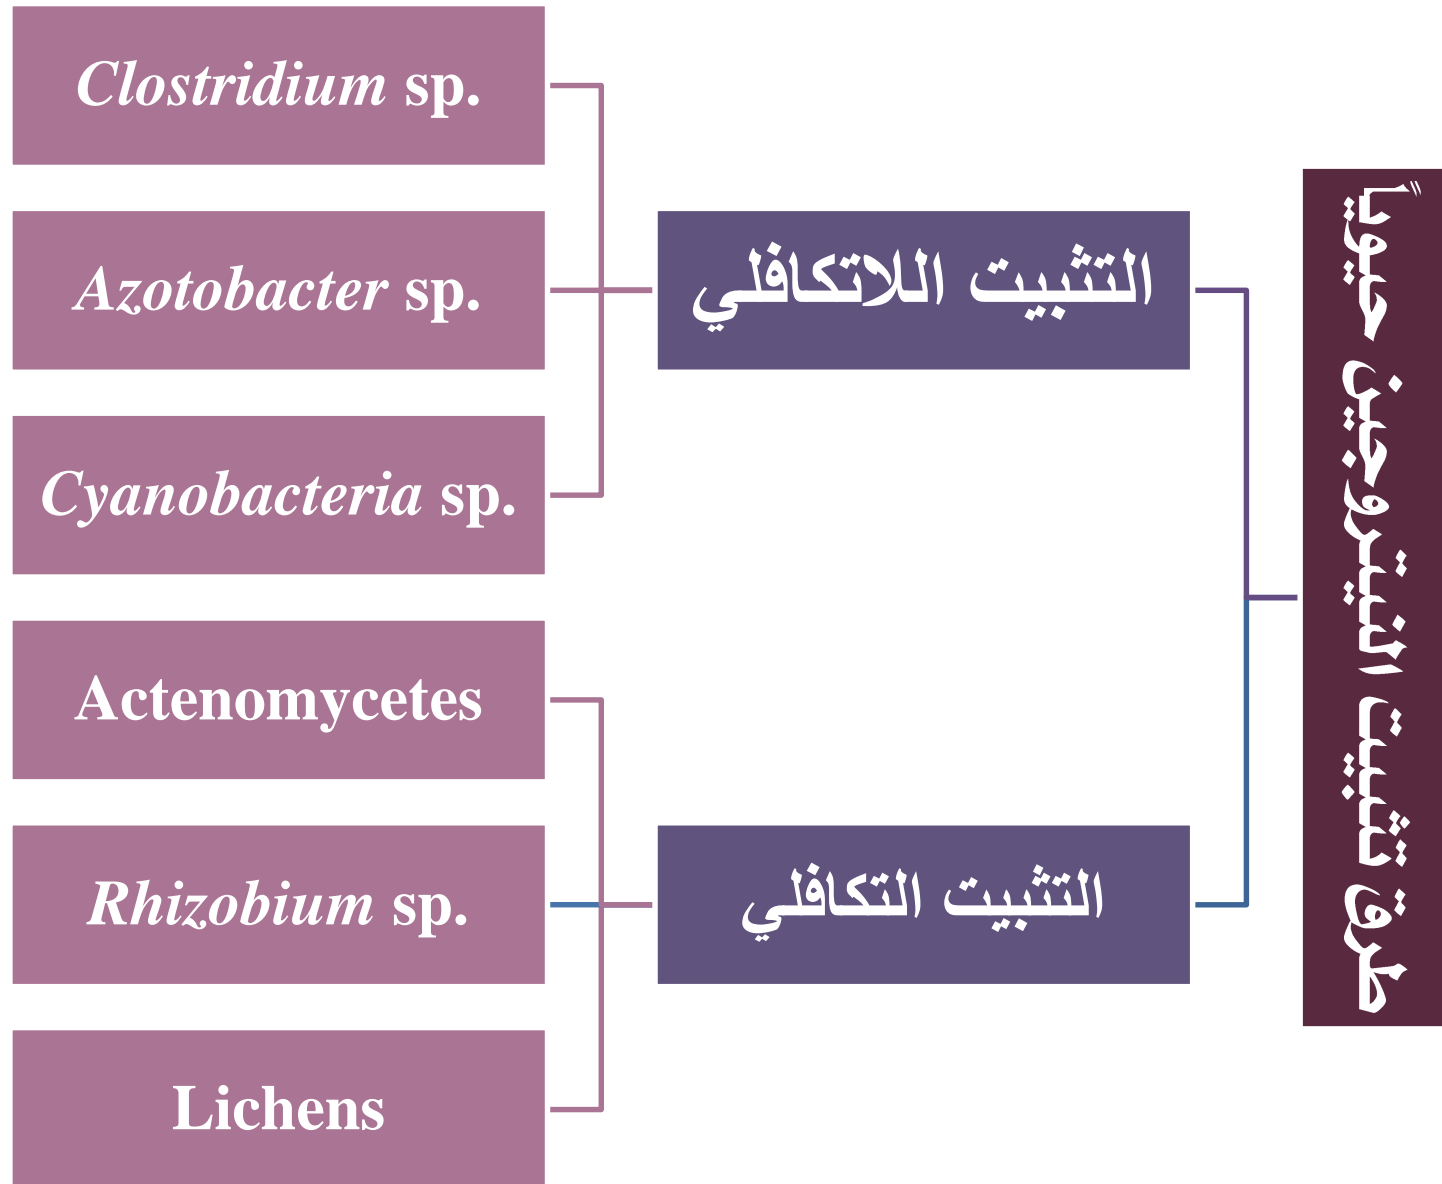 طرق تثبيت النيتروجين حيوياً
التثبيت اللاتكافلي
Clostridium sp.
Azotobacter sp.
Cyanobacteria sp.
التثبيت التكافلي
Actenomycetes
Rhizobium sp.
Lichens